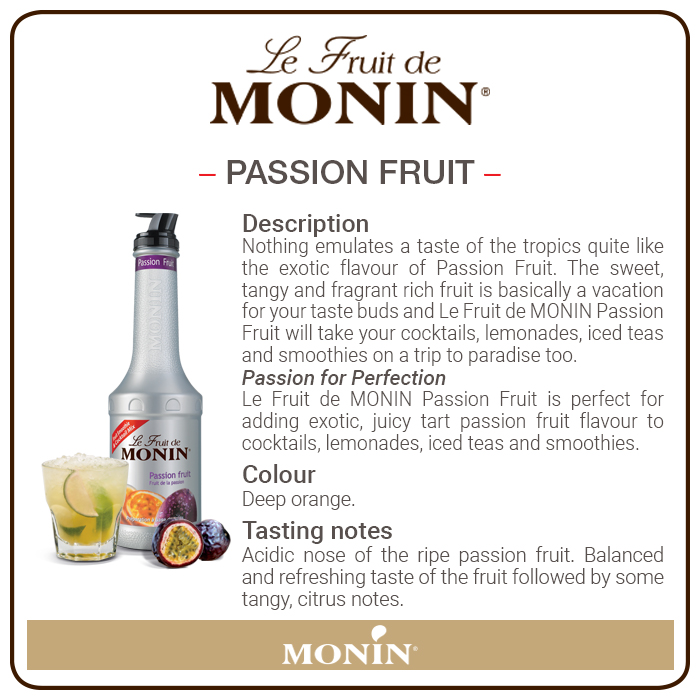 Le Fruit de
MONIN®
– PASSION FRUIT –
Description
Nothing emulates a taste of the tropics quite like
the exotic flavour of Passion Fruit. The sweet,
tangy and fragrant rich fruit is basically a vacation
for your taste buds and Le Fruit de MONIN Passion
Fruit will take your cocktails, lemonades, iced teas
and smoothies on a trip to paradise too.
Passion for Perfection
Le Fruit de MONIN Passion Fruit is perfect for
adding exotic, juicy tart passion fruit flavour to
cocktails, lemonades, iced teas and smoothies.
Colour
Deep orange.
Tasting notes
Acidic nose of the ripe passion fruit. Balanced
and refreshing taste of the fruit followed by some
tangy, citrus notes.
Passion Fruit
MONIN
Smoothie
& Cocktail Mix
Le Fruit de
MONIN®
Passion fruit
Fruit de la passion
MONIN®